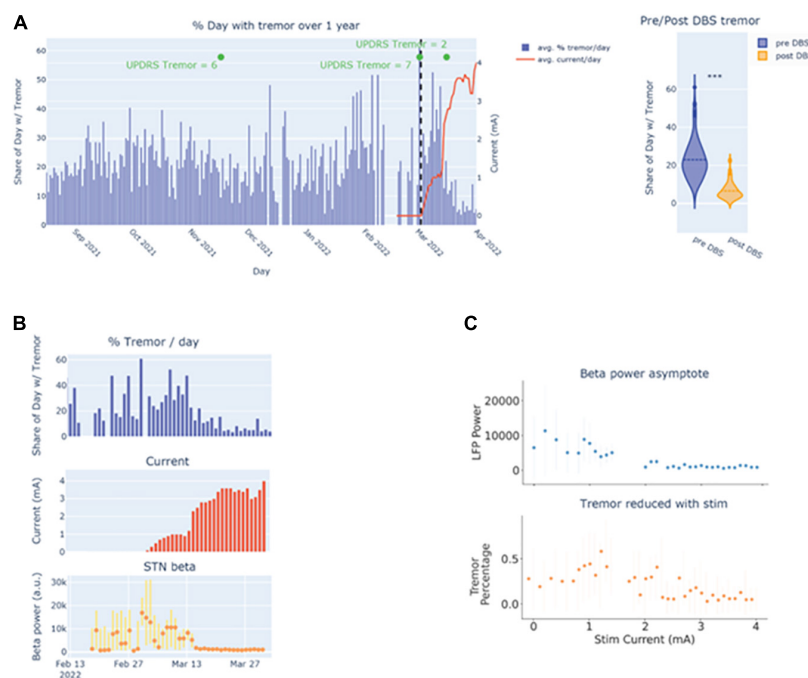 A
% Day with tremor over 1 year
Pre/Post DBS tremor
UPDRS Tremor = 2
UPDRS Tremor = 6
UPDRS Tremor = 7
avg. % tremor/day
avg. current/day
pre DBS
post DB
60
50
40
30
20
10
0
Share of Day w/ Tremor
4
3
2
1
0
Current (mA)
Sep 2021
Oct 2021
Nov 2021
Dec 2021
Jan 2022
Feb 2022
Mar 2022
Apr 2022
Day
***
60
40
20
0
Share of Day w/ Tremor
pre DBS
post DBS
B
% Tremor / day
60
40
20
0
Share of Day w/ Tremor
Current
4
3
2
1
0
Current (mA)
STN beta
30k
20k
10k
0
Beta power (a.u.)
Feb 13
2022
Feb 27
Mar 13
Mar 27
C
Beta power asymptote
20000
10000
0
LFP Power
Tremor reduced with stim
0.5
0.0
Tremor
Percentage
0
1
2
3
4
Stim Current (mA)